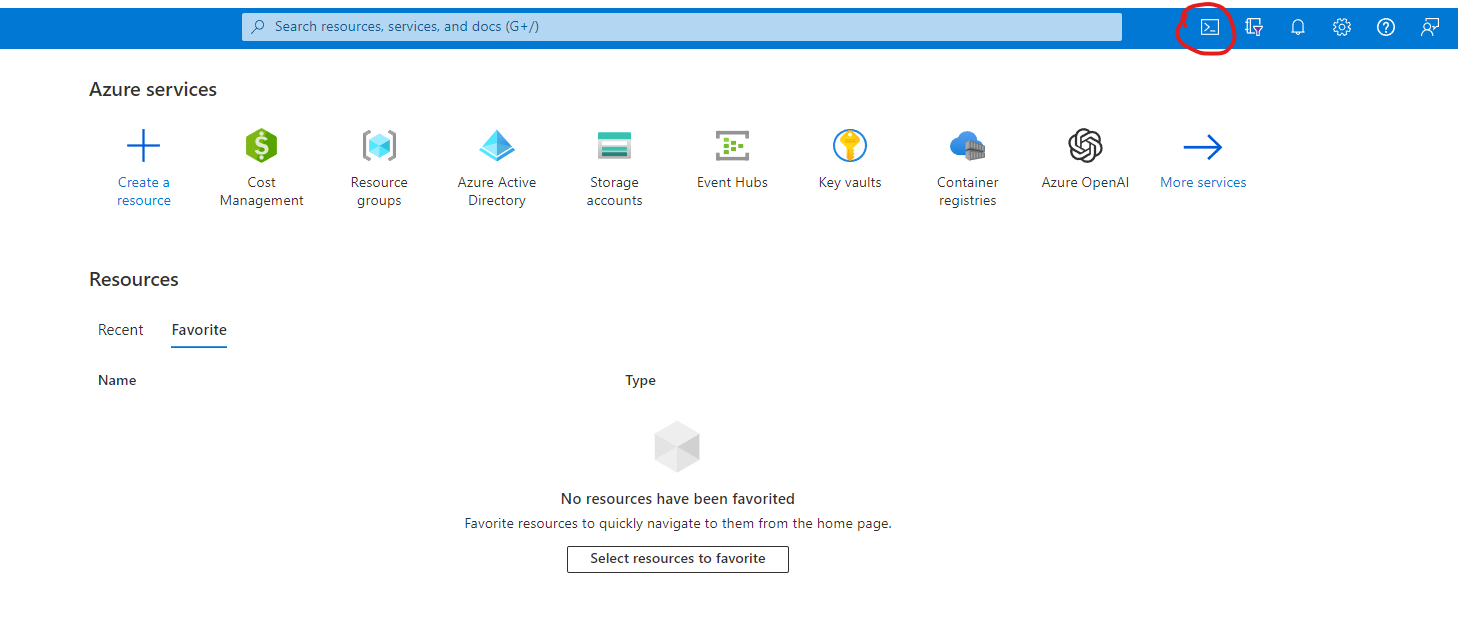 Search resources, services, and docs (G+/)
Azure services
Create a
resource
Cost
Management
Resource
groups
Azure Active
Directory
Storage
accounts
Event Hubs
Key vaults
Container
registries
Azure OpenAI
More services
Resources
Recent
Favorite
Name
Type
No resources have been favorited
Favorite resources to quickly navigate to them from the home page.
Select resources to favorite